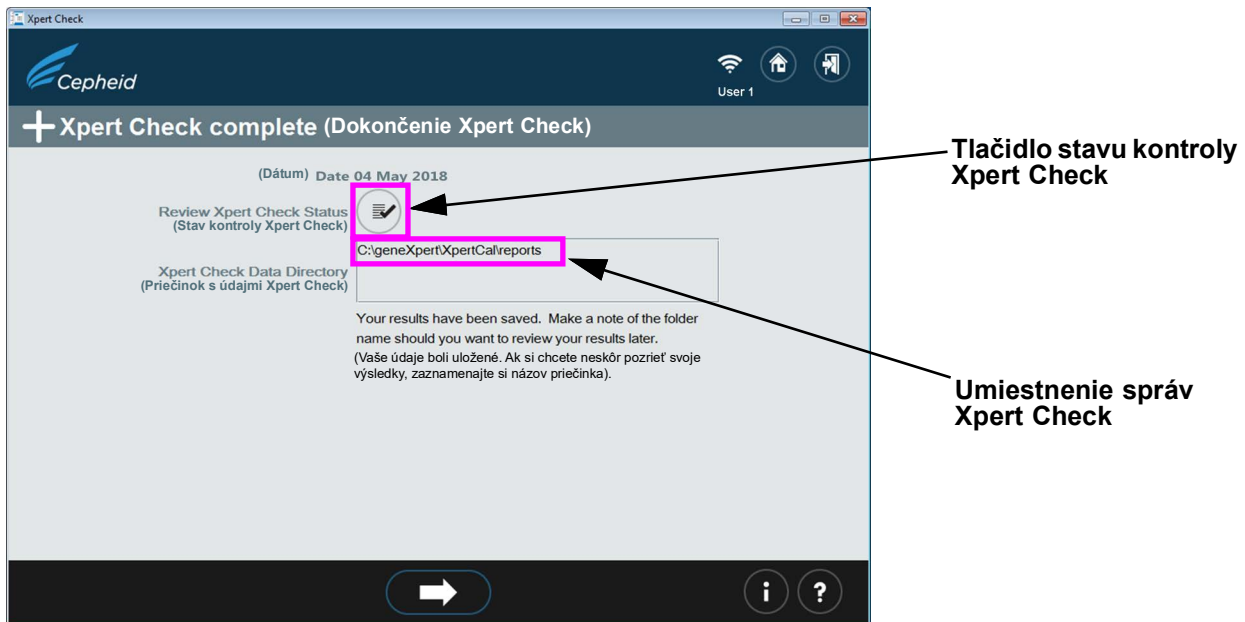 Xpert Check
Cepheid
User 1
Xpert Check complete (Dokončenie Xpert Check)
(Dátum) Date 04 May 2018
Review Xpert Check Status
(Stav kontroly Xpert Check)
C:\geneXpert\XpertCal\reports
Xpert Check Data Directory
(Priečinok s údajmi Xpert Check)
Your results have been saved. Make a note of the folder
name should you want to review your results later.
(Vaše údaje boli uložené. Ak si chcete neskôr pozrieť svoje
výsledky, zaznamenajte si názov priečinka).
i ?
Tlačidlo stavu kontroly
Xpert Check
Umiestnenie správ
Xpert Check